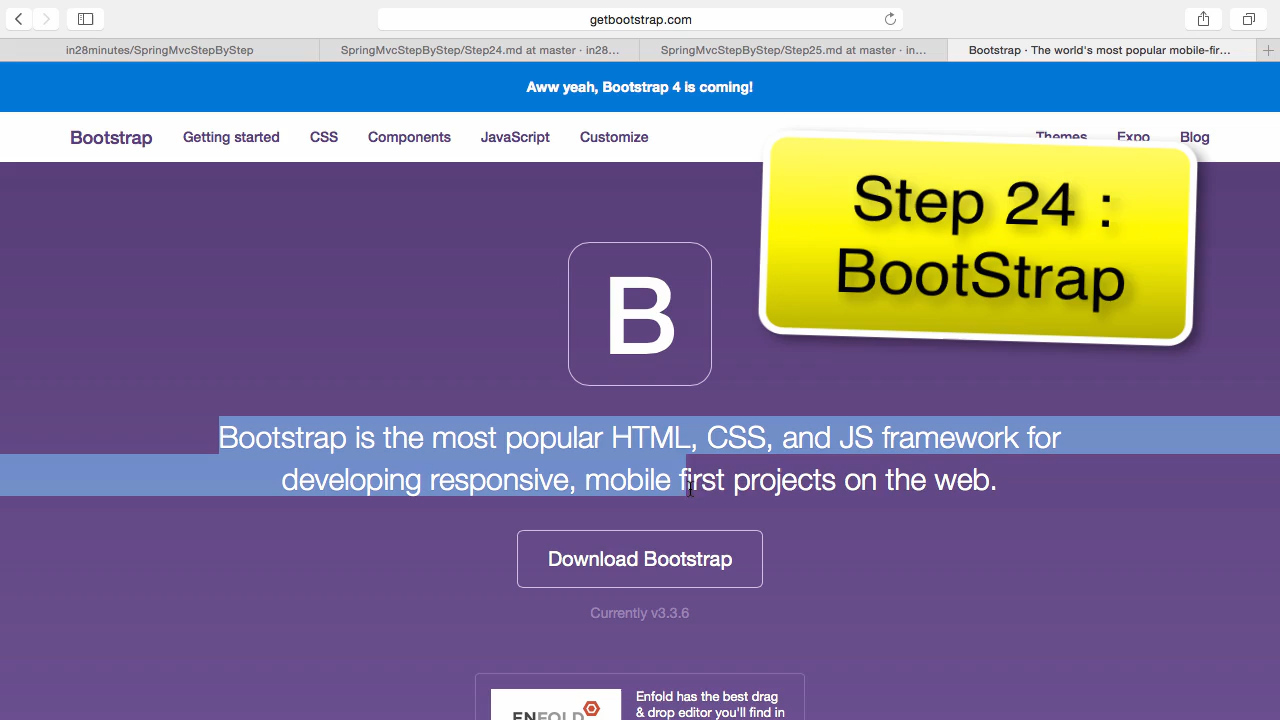 getbootstrap.com
in28minutes/SpringMvcStepByStep
SpringMvcStepByStep/Step24.md at master · in28...
SpringMvcStepByStep/Step25.md at master · in...
Bootstrap · The world's most popular mobile-fir...
Aww yeah, Bootstrap 4 is coming!
Bootstrap Getting started CSS Components JavaScript Customize Themes Expo Blog
Step 24 :
BootStrap
B
Bootstrap is the most popular HTML, CSS, and JS framework for
developing responsive, mobile first projects on the web.
Download Bootstrap
Currently v3.3.6
ENFOLD
Enfold has the best drag
& drop editor you'll find in